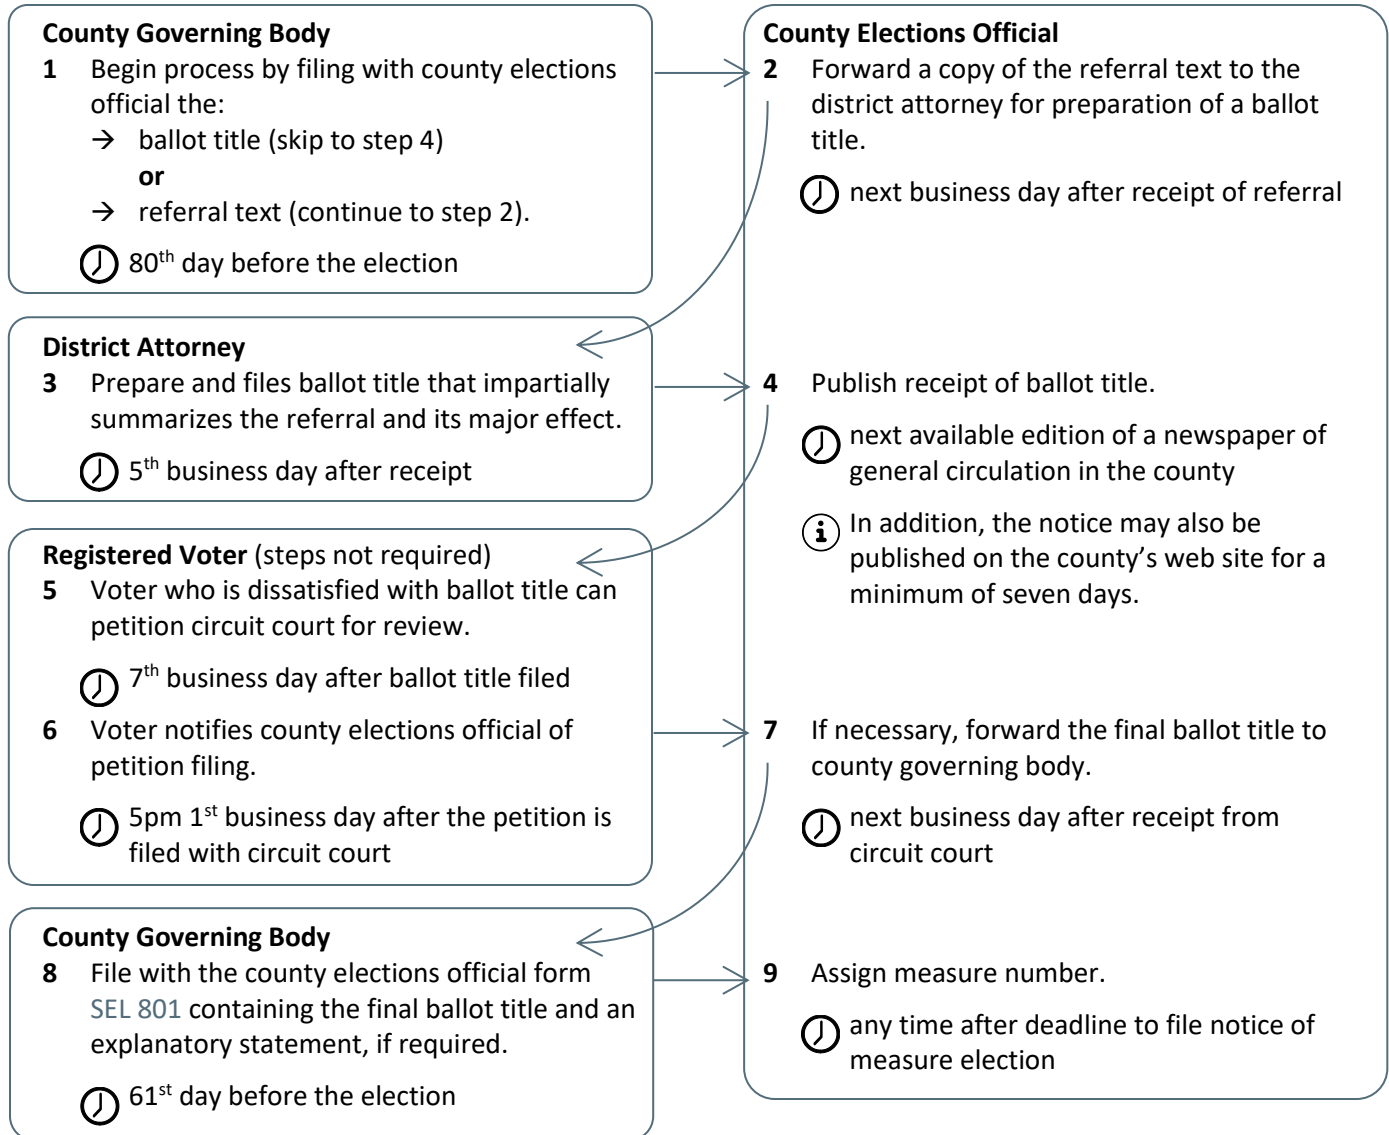 County Governing Body
1 Begin process by filing with county elections
official the:
→ ballot title (skip to step 4)
or
→ referral text (continue to step 2).
80th day before the election
County Elections Official
2 Forward a copy of the referral text to the
district attorney for preparation of a ballot
title.
next business day after receipt of referral
District Attorney
3 Prepare and files ballot title that impartially
summarizes the referral and its major effect.
5th business day after receipt
4 Publish receipt of ballot title.
next available edition of a newspaper of
general circulation in the county
In addition, the notice may also be
published on the county’s web site for a
minimum of seven days.
Registered Voter (steps not required)
5 Voter who is dissatisfied with ballot title can
petition circuit court for review.
7th business day after ballot title filed
6 Voter notifies county elections official of
petition filing.
5pm 1st business day after the petition is
filed with circuit court
7 If necessary, forward the final ballot title to
county governing body.
next business day after receipt from
circuit court
County Governing Body
8 File with the county elections official form
SEL 801 containing the final ballot title and an
explanatory statement, if required.
61st day before the election
9 Assign measure number.
any time after deadline to file notice of
measure election